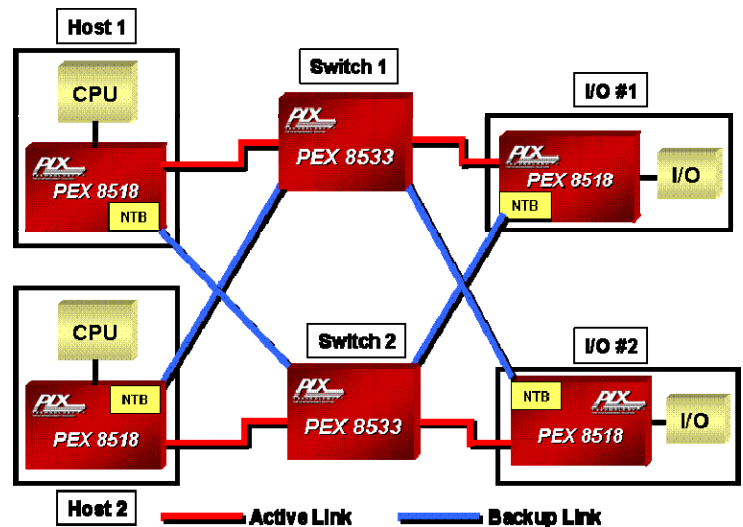 Host 1
CPU
PLX
PEX 8518
NTB
Switch 1
PLX
PEX 8533
I/O #1
PLX
PEX 8518
NTB
I/O
CPU
NTB
PLX
PEX 8518
Host 2
Switch 2
PLX
PEX 8533
I/O #2
NTB
PLX
PEX 8518
I/O
Active Link
Backup Link